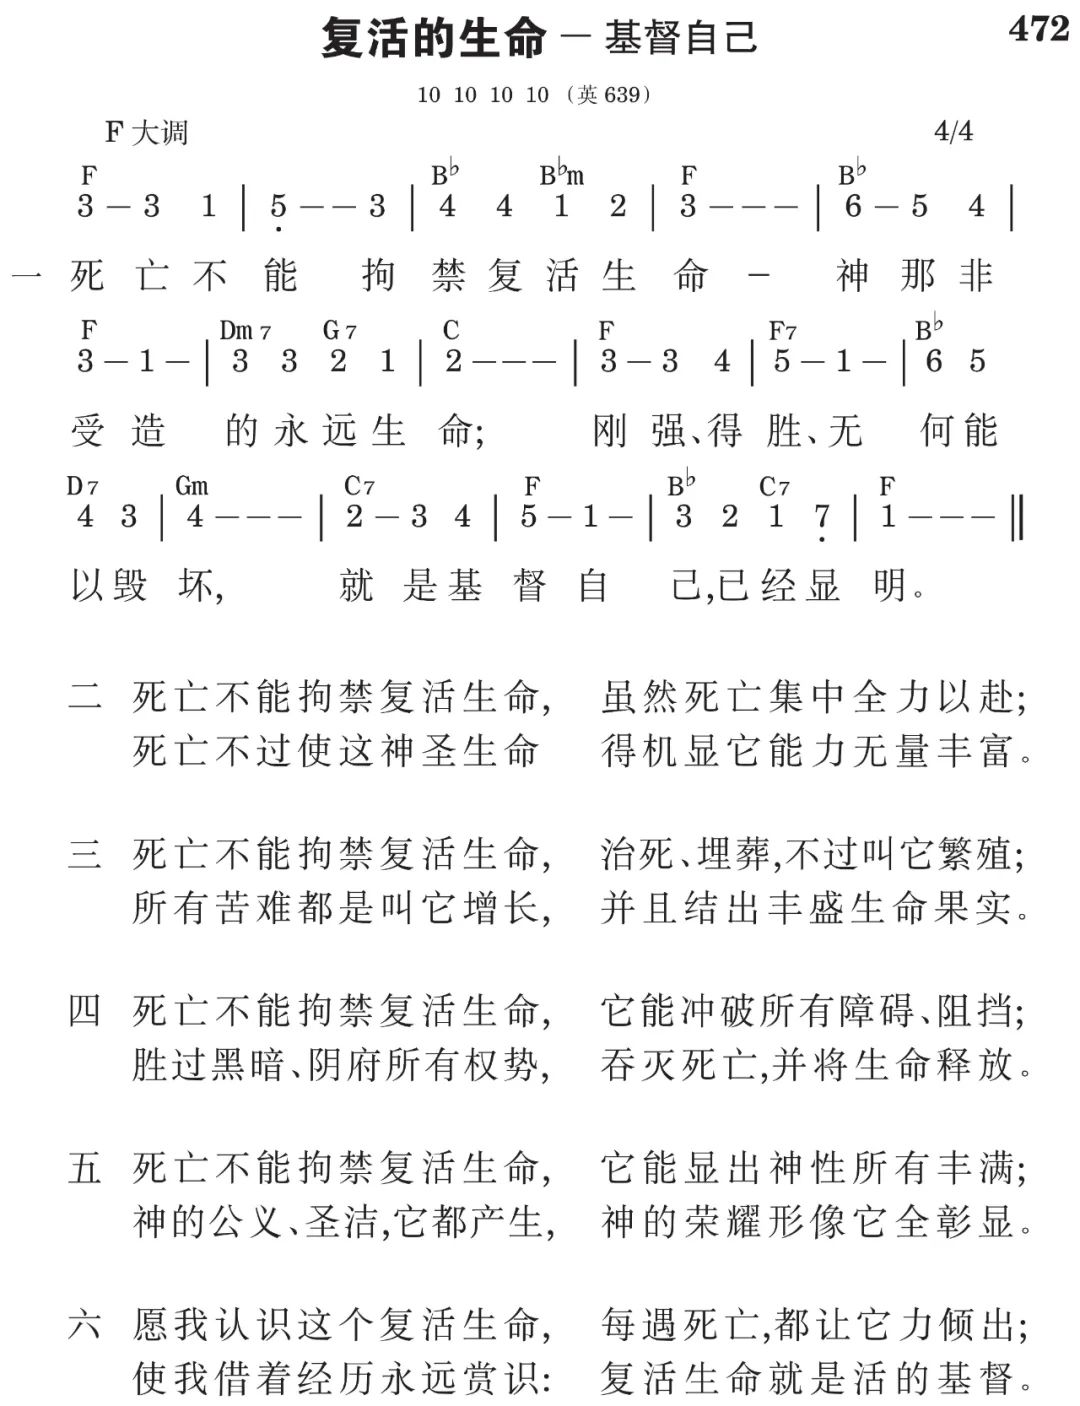 复活的生命－基督自己 472
10 10 10 10（英639）
F大调 4/4
F B♭ B♭m F B♭
3 – 3 1 | 5̣ – – 3 | 4 4 1 2 | 3 – – – | 6 – 5 4 |
一 死亡不能 拘禁复活生命－ 神那非
F Dm7 G7 C F F7 B♭
3 – 1 – | 3 3 2 1 | 2 – – – | 3 – 3 4 | 5 – 1 – | 6 5
受造 的永远生命; 刚强、得胜、无 何能
D7 Gm C7 F B♭ C7 F
4 3 | 4 – – – | 2 – 3 4 | 5 – 1 – | 3 2 1 7̣ | 1 – – – ‖
以毁坏, 就是基督自 己,已经显明。
二 死亡不能拘禁复活生命, 虽然死亡集中全力以赴;
死亡不过使这神圣生命 得机显它能力无量丰富。
三 死亡不能拘禁复活生命, 治死、埋葬,不过叫它繁殖;
所有苦难都是叫它增长, 并且结出丰盛生命果实。
四 死亡不能拘禁复活生命, 它能冲破所有障碍、阻挡;
胜过黑暗、阴府所有权势, 吞灭死亡,并将生命释放。
五 死亡不能拘禁复活生命, 它能显出神性所有丰满;
神的公义、圣洁,它都产生, 神的荣耀形像它全彰显。
六 愿我认识这个复活生命, 每遇死亡,都让它力倾出;
使我借着经历永远赏识: 复活生命就是活的基督。